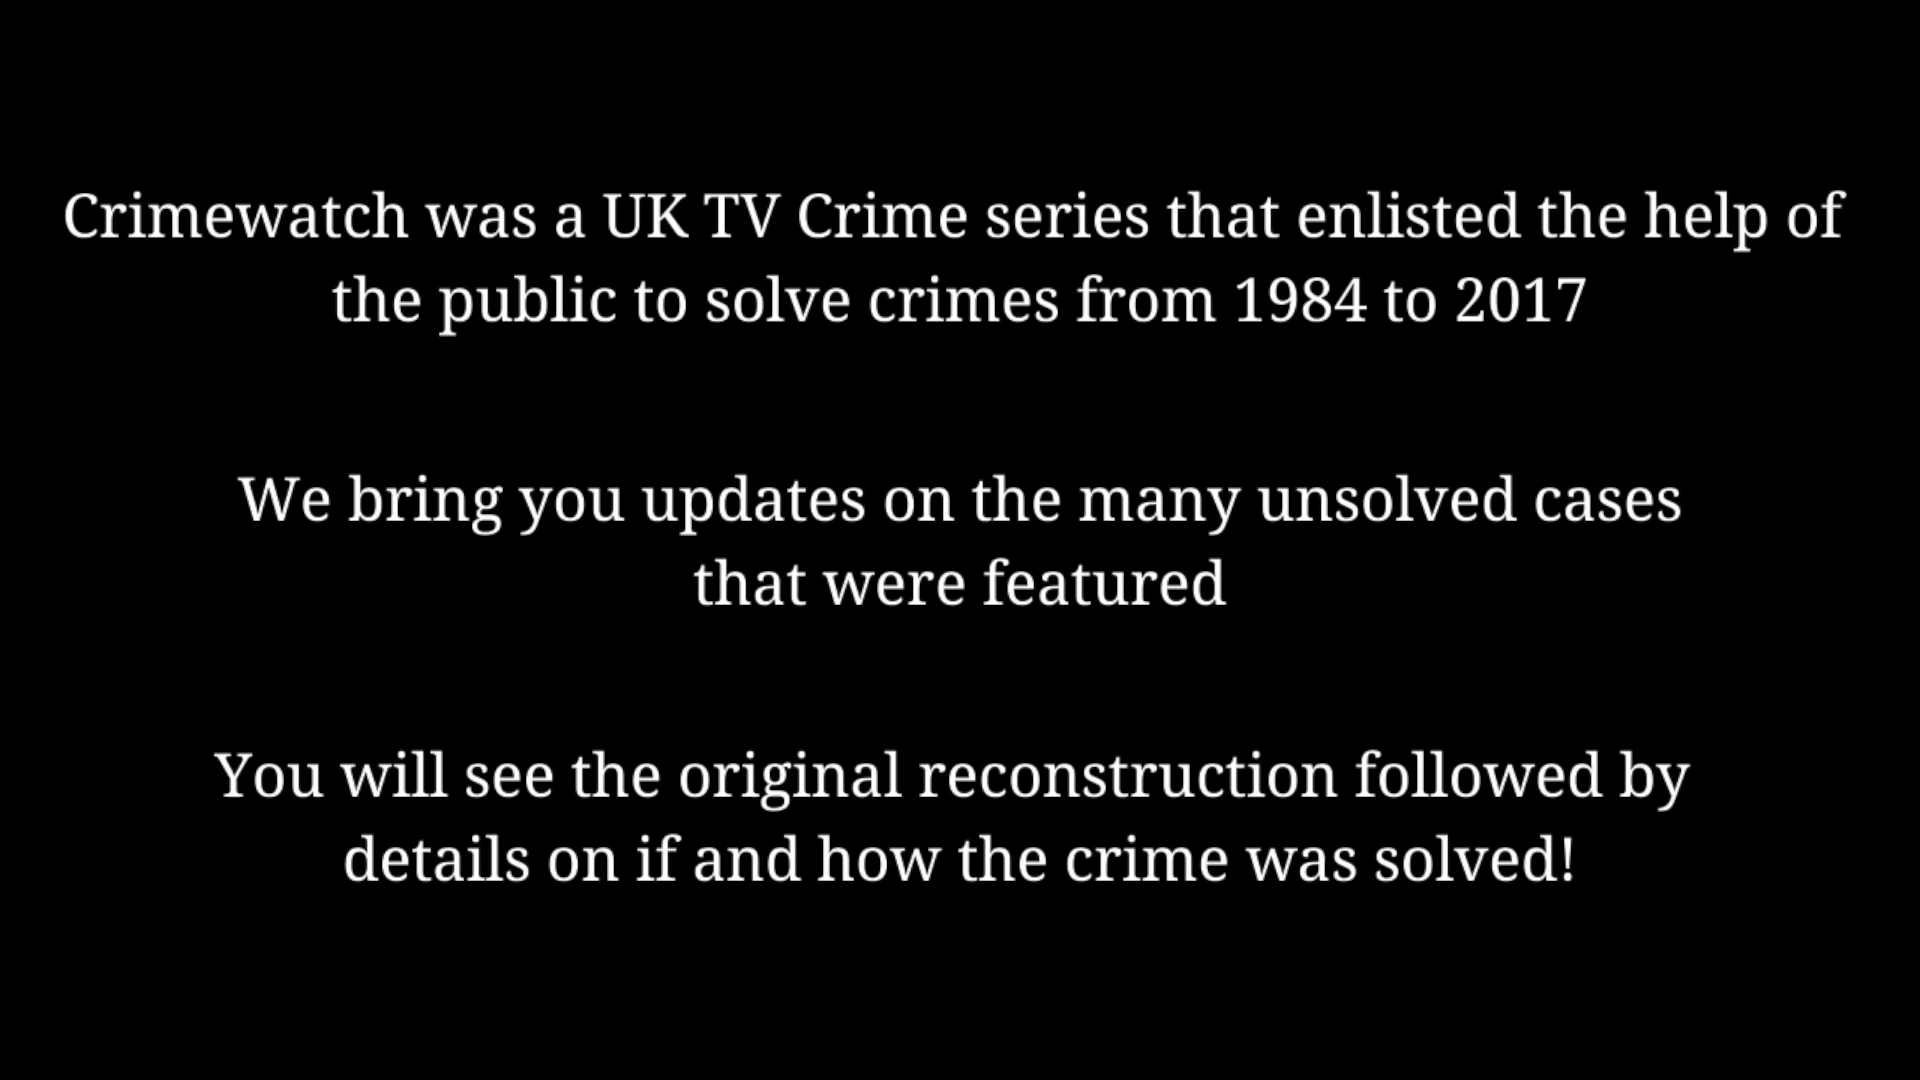 Crimewatch was a UK TV Crime series that enlisted the help of
the public to solve crimes from 1984 to 2017
We bring you updates on the many unsolved cases
that were featured
You will see the original reconstruction followed by
details on if and how the crime was solved!